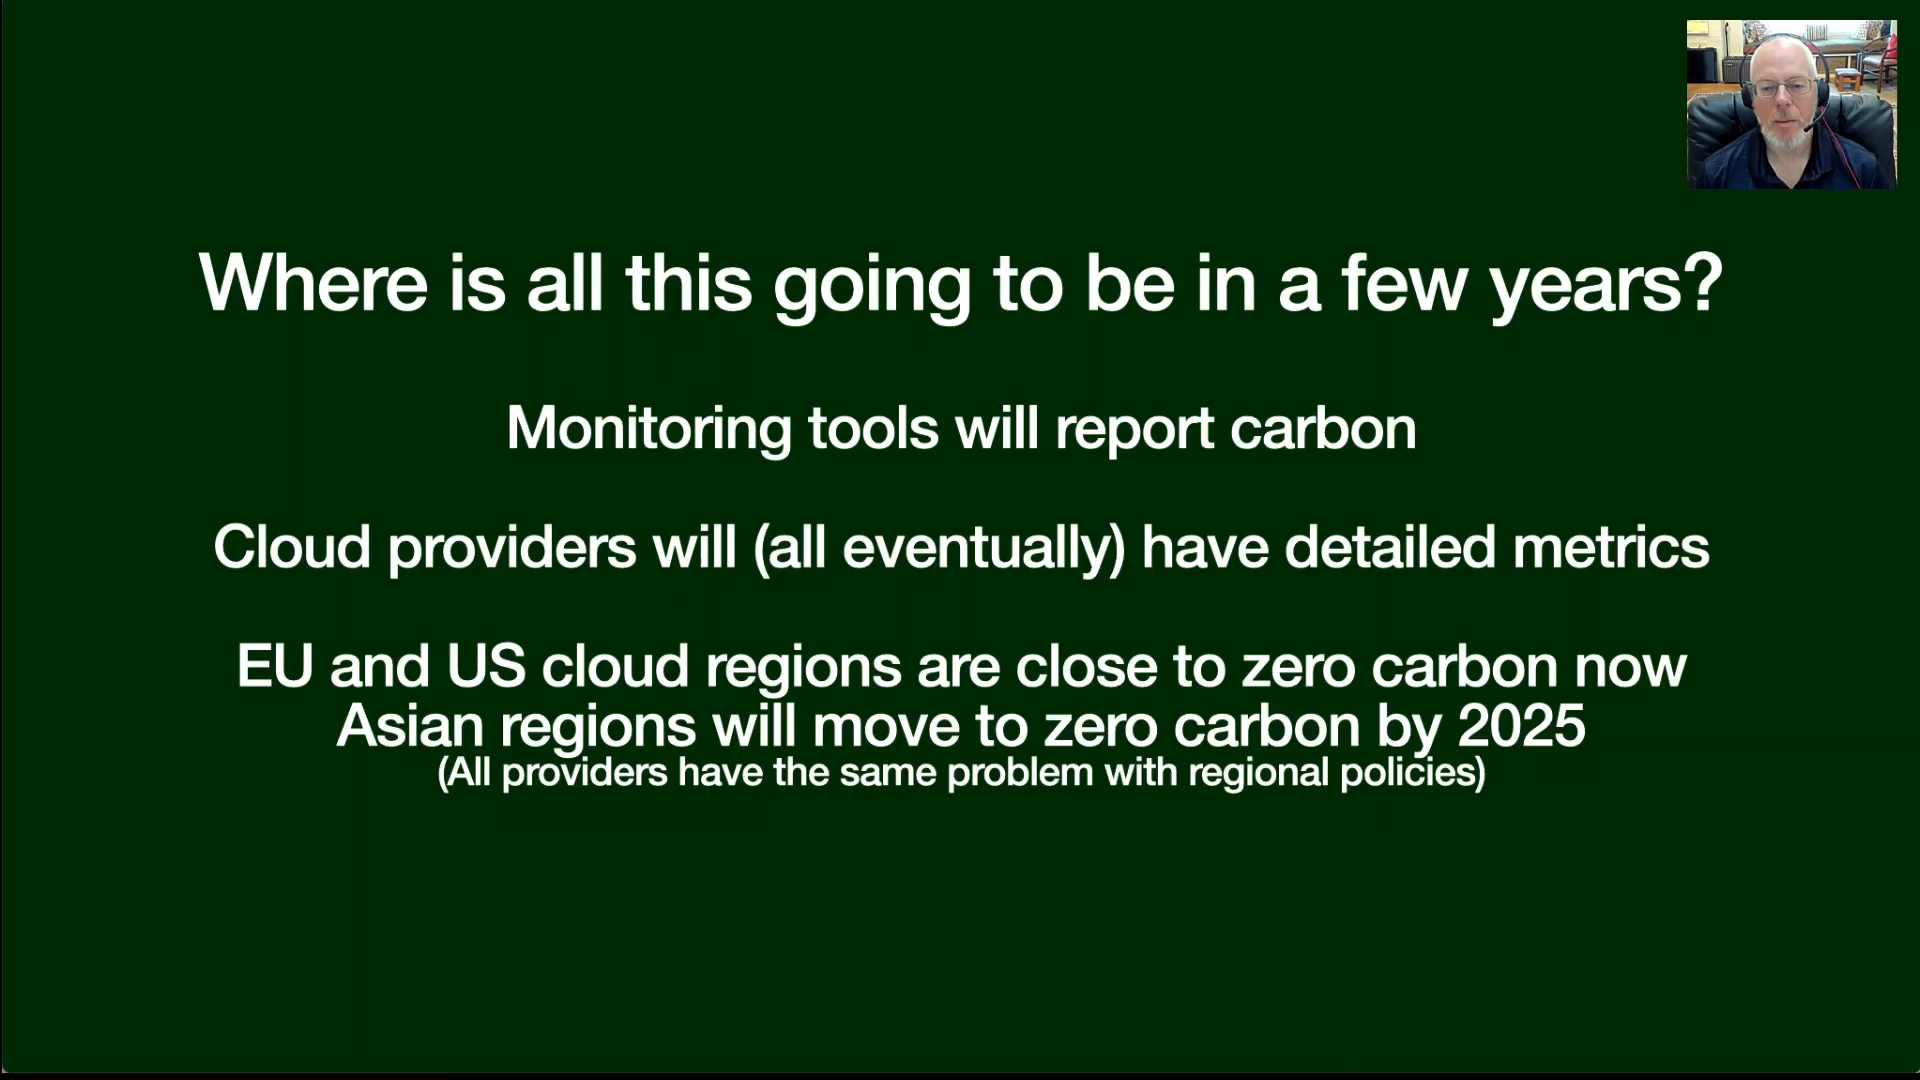 Where is all this going to be in a few years?
Monitoring tools will report carbon
Cloud providers will (all eventually) have detailed metrics
EU and US cloud regions are close to zero carbon now
Asian regions will move to zero carbon by 2025
(All providers have the same problem with regional policies)